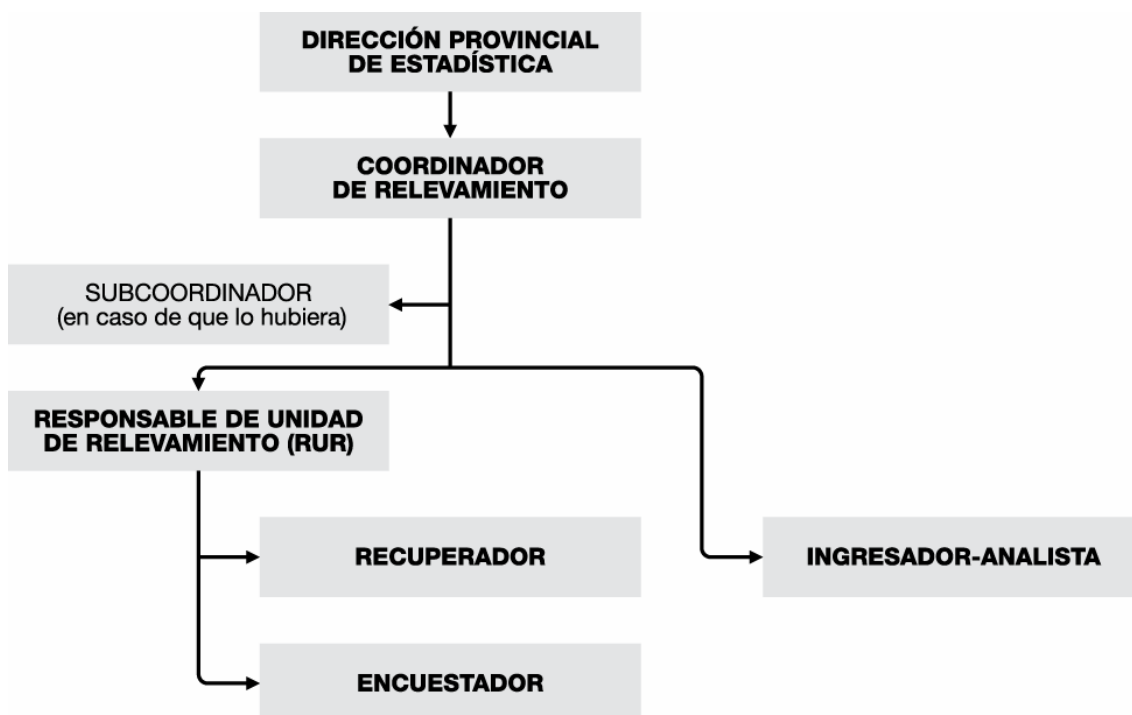 DIRECCIÓN PROVINCIAL
DE ESTADÍSTICA
COORDINADOR
DE RELEVAMIENTO
SUBCOORDINADOR
(en caso de que lo hubiera)
RESPONSABLE DE UNIDAD
DE RELEVAMIENTO (RUR)
RECUPERADOR
INGRESADOR-ANALISTA
ENCUESTADOR